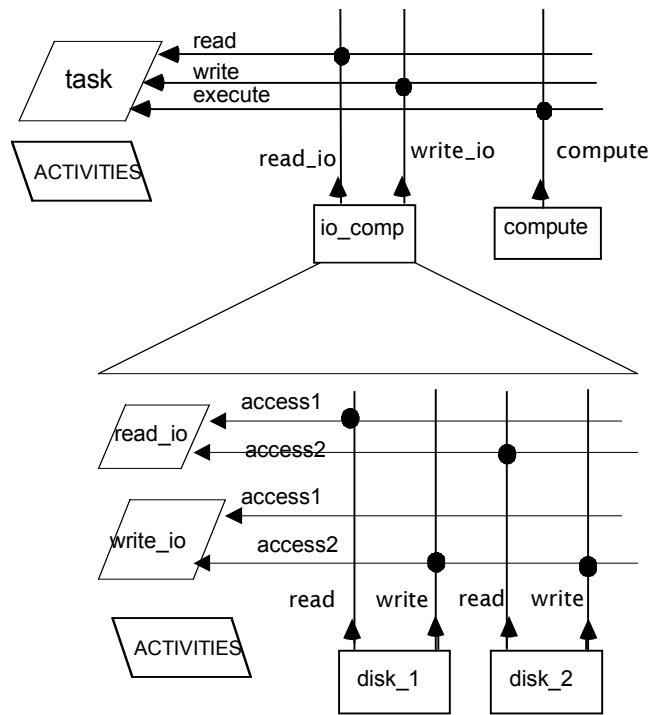 read
task
write
execute
ACTIVITIES
read_io
write_io
compute
io_comp
compute
access1
read_io
access2
access1
write_io
access2
read
write
read
write
ACTIVITIES
disk_1
disk_2